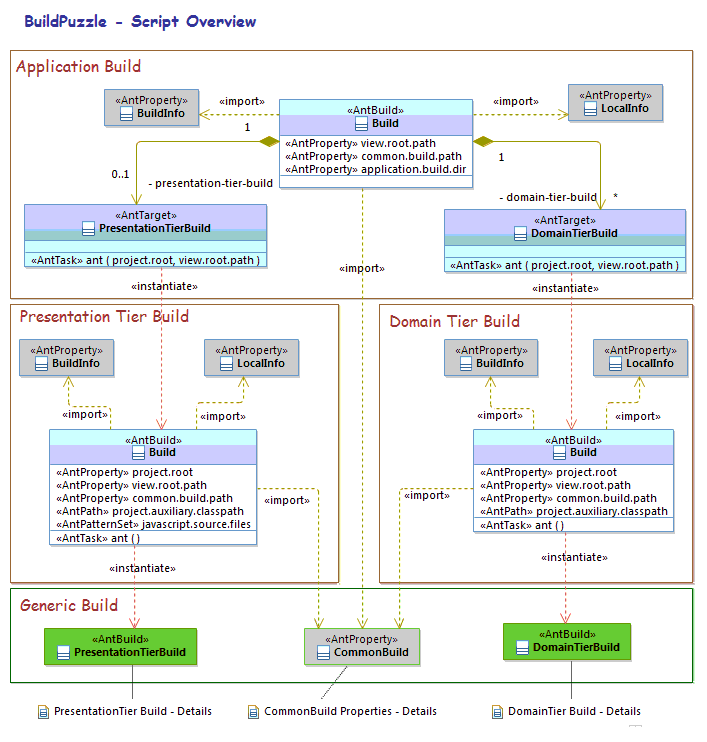 BuildPuzzle - Script Overview
Application Build
«AntProperty»
BuildInfo
«import»
«AntBuild»
Build
«AntProperty» view.root.path
«AntProperty» common.build.path
«AntProperty» application.build.dir
«import»
«AntProperty»
LocalInfo
1
0..1
- presentation-tier-build
1
- domain-tier-build
*
«AntTarget»
PresentationTierBuild
«AntTask» ant ( project.root, view.root.path )
«AntTarget»
DomainTierBuild
«AntTask» ant ( project.root, view.root.path )
«import»
«instantiate»
«instantiate»
Presentation Tier Build
«AntProperty»
BuildInfo
«AntProperty»
LocalInfo
«import»
«import»
«AntBuild»
Build
«AntProperty» project.root
«AntProperty» view.root.path
«AntProperty» common.build.path
«AntPath» project.auxiliary.classpath
«AntPatternSet» javascript.source.files
«AntTask» ant ( )
«import»
«instantiate»
Domain Tier Build
«AntProperty»
BuildInfo
«AntProperty»
LocalInfo
«import»
«import»
«AntBuild»
Build
«AntProperty» project.root
«AntProperty» view.root.path
«AntProperty» common.build.path
«AntPath» project.auxiliary.classpath
«AntTask» ant ( )
«import»
«instantiate»
Generic Build
«AntBuild»
PresentationTierBuild
«AntProperty»
CommonBuild
«AntBuild»
DomainTierBuild
PresentationTier Build - Details
CommonBuild Properties - Details
DomainTier Build - Details